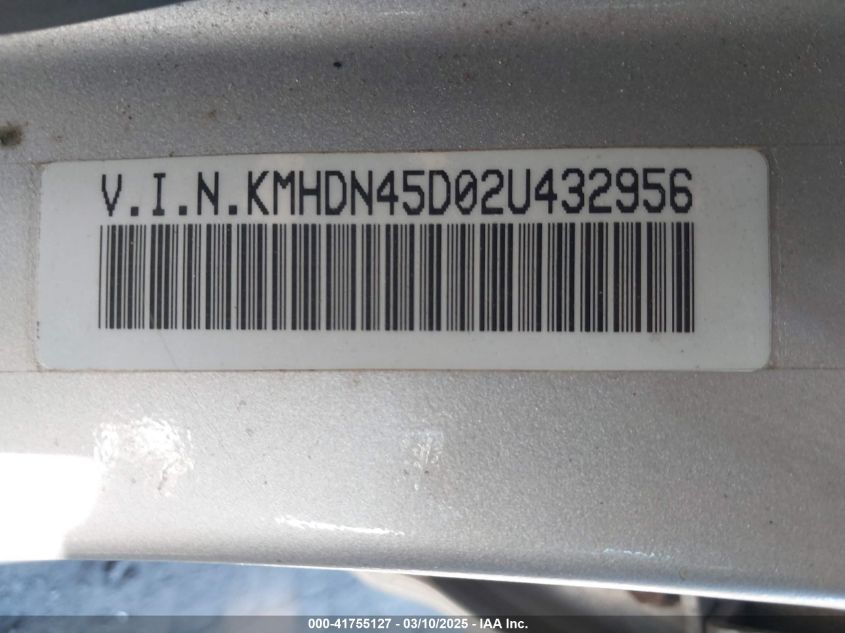 V.I.N.KMHDN45D02U432956
000-41755127 - 03/10/2025 - IAA Inc.